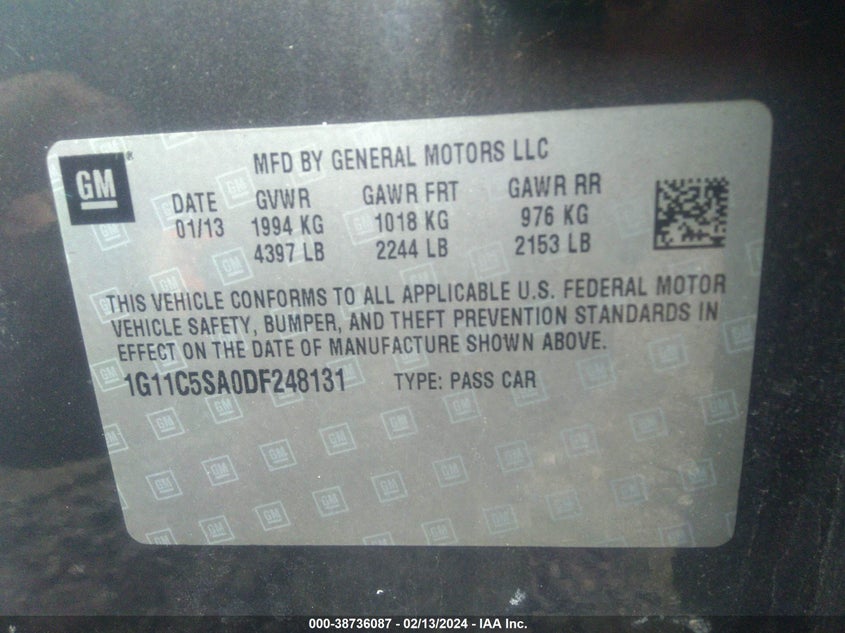 GM®
MFD BY GENERAL MOTORS LLC
DATE GVWR GAWR FRT GAWR RR
01/13 1994 KG 1018 KG 976 KG
4397 LB 2244 LB 2153 LB
THIS VEHICLE CONFORMS TO ALL APPLICABLE U.S. FEDERAL MOTOR
VEHICLE SAFETY, BUMPER, AND THEFT PREVENTION STANDARDS IN
EFFECT ON THE DATE OF MANUFACTURE SHOWN ABOVE.
1G11C5SA0DF248131 TYPE: PASS CAR
000-38736087 - 02/13/2024 - IAA Inc.